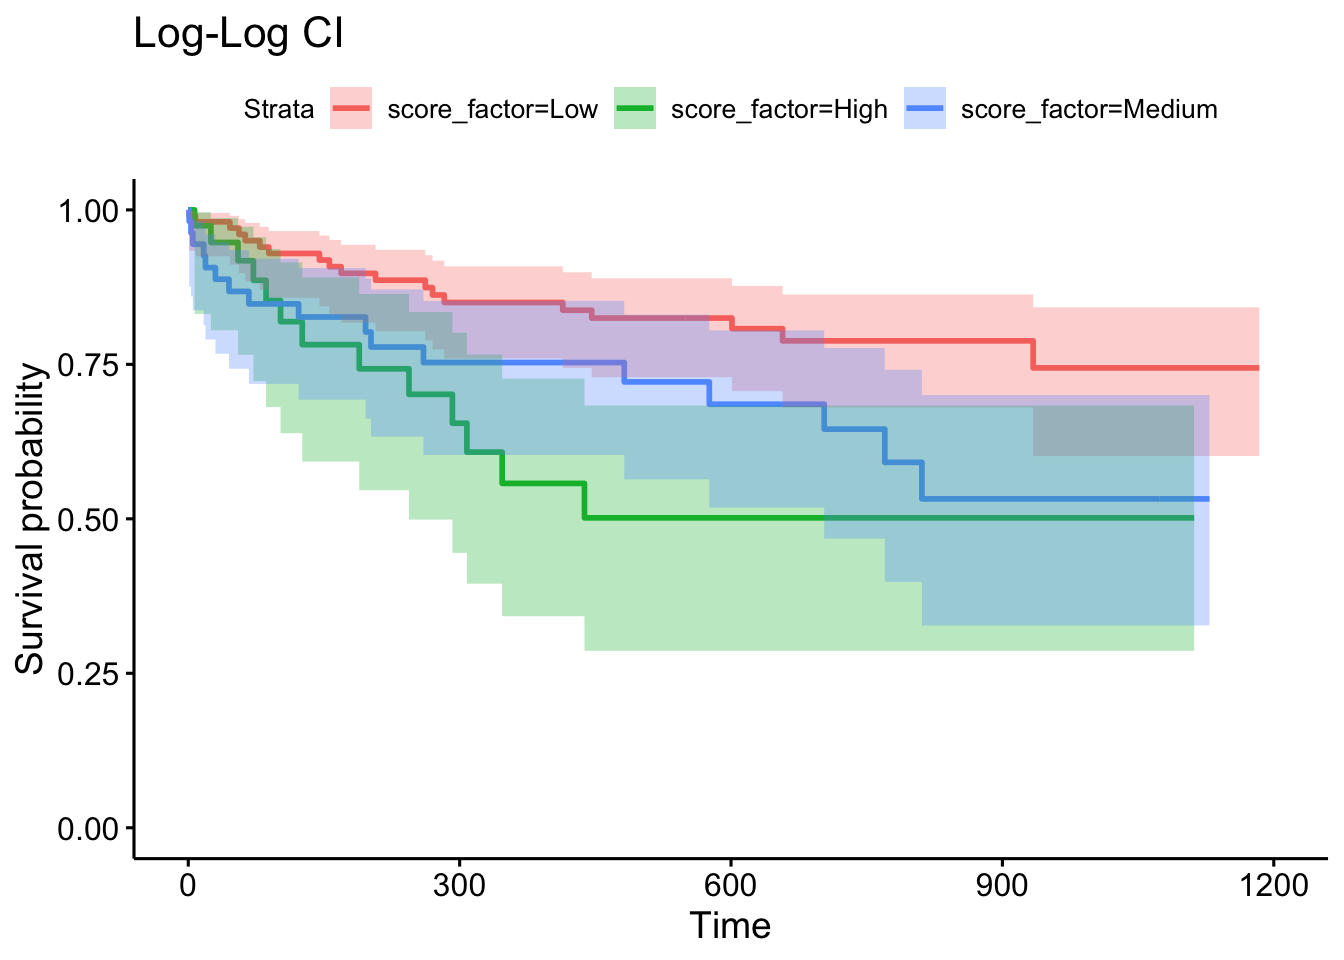 Log-Log CI
Strata score_factor=Low score_factor=High score_factor=Medium
1.00
0.75
0.50
0.25
0.00
Survival probability
0 300 600 900 1200
Time